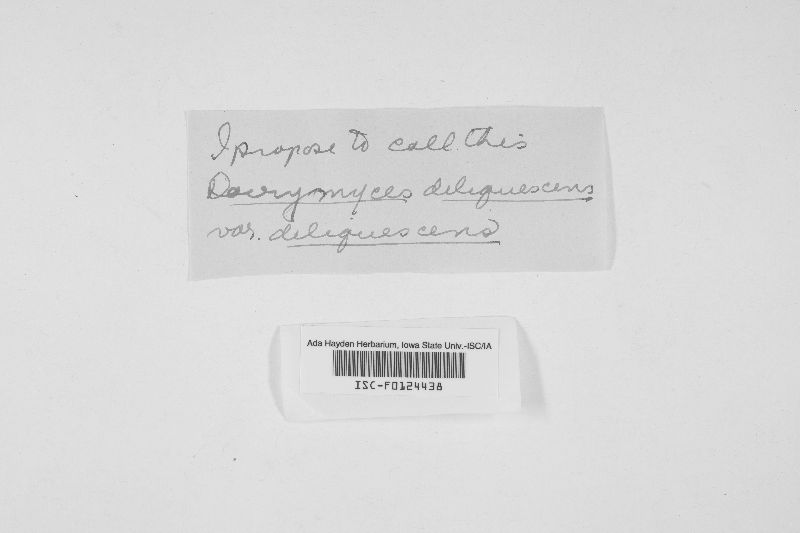 I propose to call this
Dacrymyces deliquescens
var. deliquescens
Ada Hayden Herbarium, Iowa State Univ.-ISC/IA
ISC-F0124438